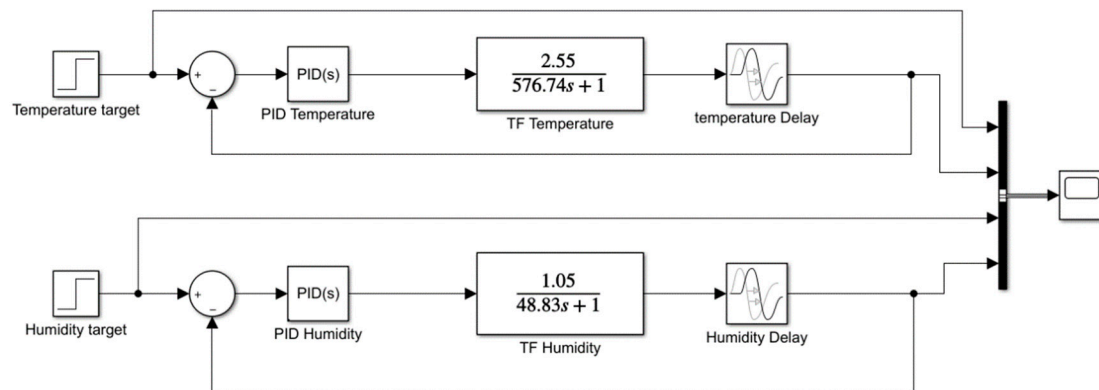 Temperature target
+
−
PID(s)
PID Temperature
2.55
576.74s + 1
TF Temperature
temperature Delay
Humidity target
+
−
PID(s)
PID Humidity
1.05
48.83s + 1
TF Humidity
Humidity Delay